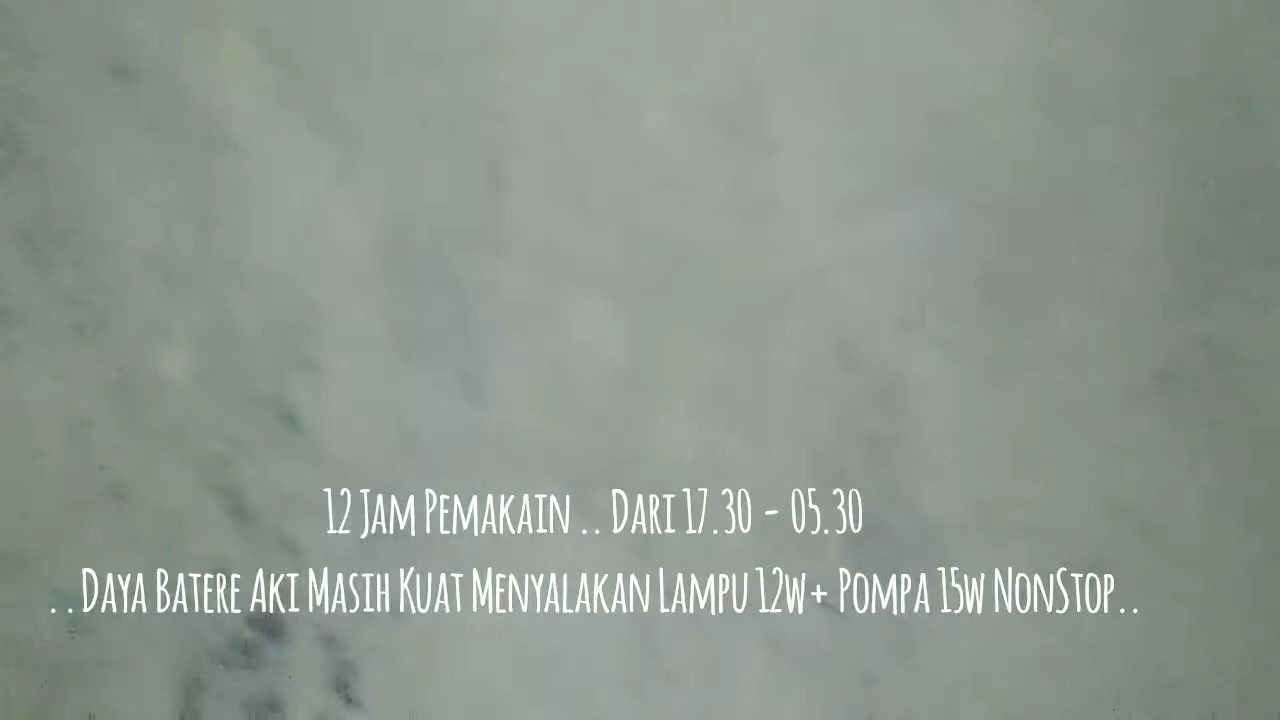 12 Jam Pemakain .. Dari 17.30 - 05.30
..Daya Batere Aki Masih Kuat Menyalakan Lampu 12w+ Pompa 15w NonStop..